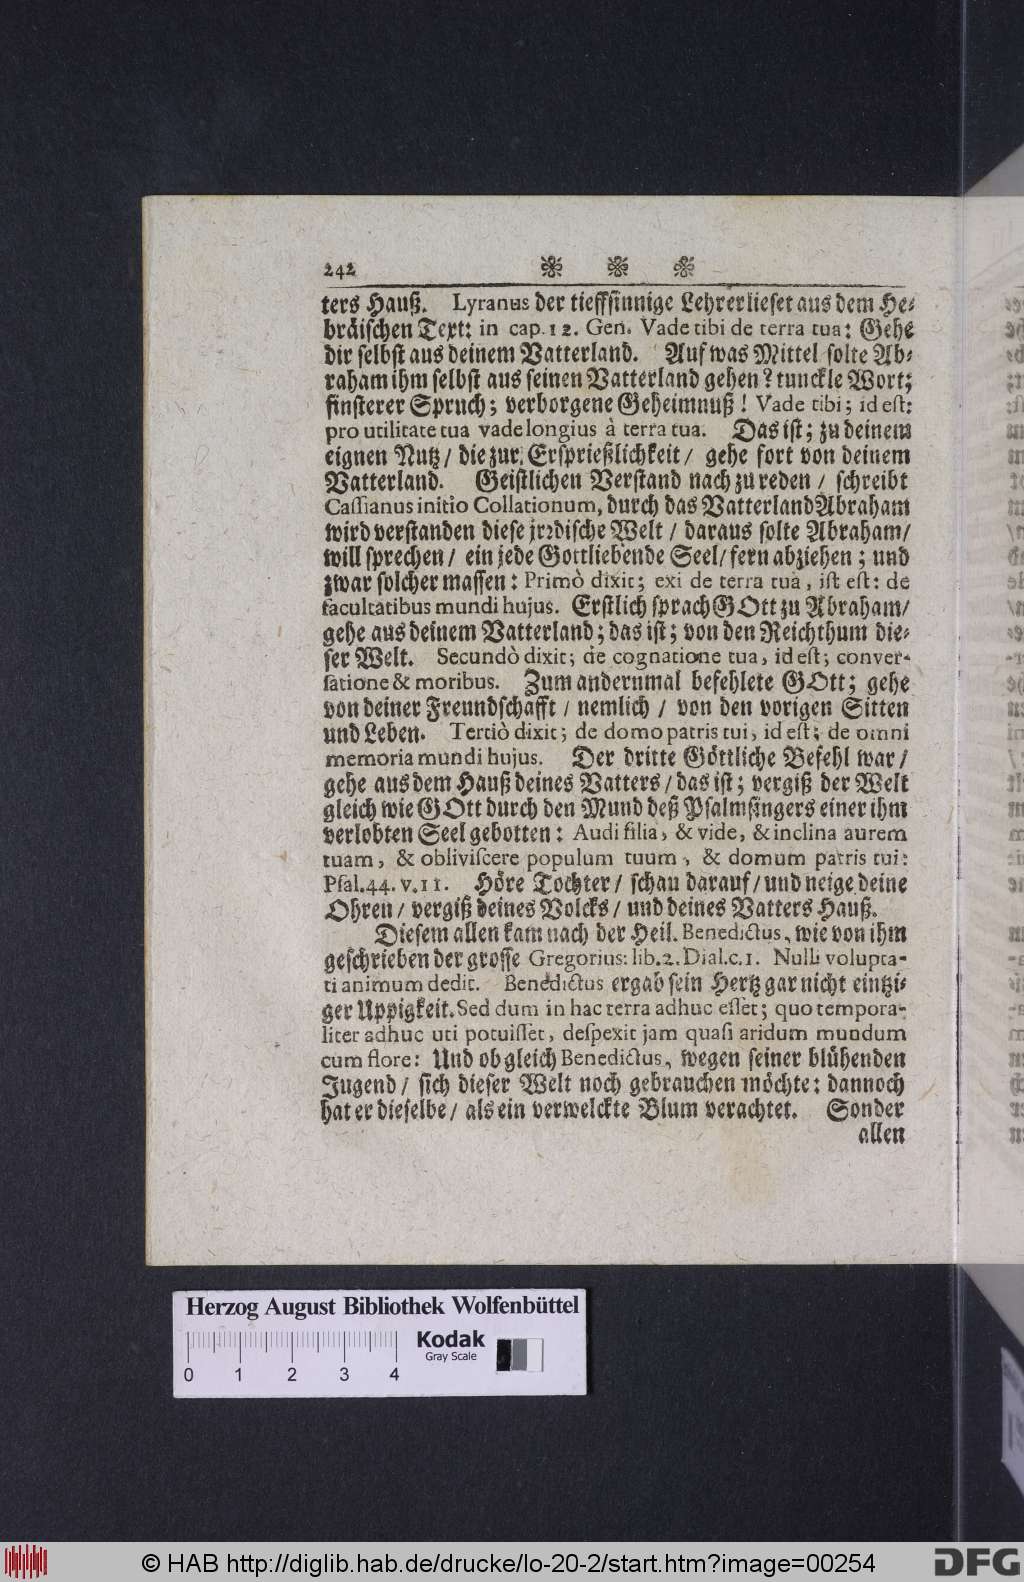 242 ❋ ❋ ❋
ters Hauß. Lyranus der tieffsinnige Lehrer lieset aus dem He-
bräischen Text: in cap. 12. Gen. Vade tibi de terra tua: Gehe
dir selbst aus deinem Vatterland. Auf was Mittel solte Ab-
raham ihm selbst aus seinen Vatterland gehen? tunckle Wort;
finsterer Spruch; verborgene Geheimnuß! Vade tibi; id est:
pro utilitate tua vade longius à terra tua. Das ist; zu deinem
eignen Nutz / die zur Ersprießlichkeit / gehe fort von deinem
Vatterland. Geistlichen Verstand nach zu reden / schreibt
Cassianus initio Collationum, durch das Vatterland Abraham
wird verstanden diese jrrdische Welt / daraus solte Abraham/
will sprechen / ein jede Gottliebende Seel / fern abziehen; und
zwar solcher massen: Primò dixit; exi de terra tua, ist est: de
facultatibus mundi hujus. Erstlich sprach GOtt zu Abraham/
gehe aus deinem Vatterland; das ist; von den Reichthum die-
ser Welt. Secundò dixit; de cognatione tua, id est; conver-
satione & moribus. Zum andernmal befehlete GOtt; gehe
von deiner Freundschafft / nemlich / von den vorigen Sitten
und Leben. Tertiò dixit; de domo patris tui, id est; de omni
memoria mundi hujus. Der dritte Göttliche Befehl war /
gehe aus dem Hauß deines Vatters / das ist; vergiß der Welt
gleich wie GOtt durch den Mund deß Psalmsingers einer ihm
verlobten Seel gebotten: Audi filia, & vide, & inclina aurem
tuam, & obliviscere populum tuum, & domum patris tui:
Psal. 44. v. 11. Höre Tochter / schau darauf / und neige deine
Ohren / vergiß deines Volcks / und deines Vatters Hauß.
Diesem allen kam nach der Heil. Benedictus, wie von ihm
geschrieben der grosse Gregorius: lib. 2. Dial. c. 1. Nulli volupta-
ti animum dedit. Benedictus ergab sein Hertz gar nicht eintzi-
ger Uppigkeit. Sed dum in hac terra adhuc esset; quo tempora-
liter adhuc uti potuisset, despexit jam quasi aridum mundum
cum flore: Und ob gleich Benedictus, wegen seiner blühenden
Jugend / sich dieser Welt noch gebrauchen möchte: dannoch
hat er dieselbe / als ein verwelckte Blum verachtet. Sonder
allen
Herzog August Bibliothek Wolfenbüttel
Kodak
Gray Scale
0 1 2 3 4
© HAB http://diglib.hab.de/drucke/lo-20-2/start.htm?image=00254
DFG